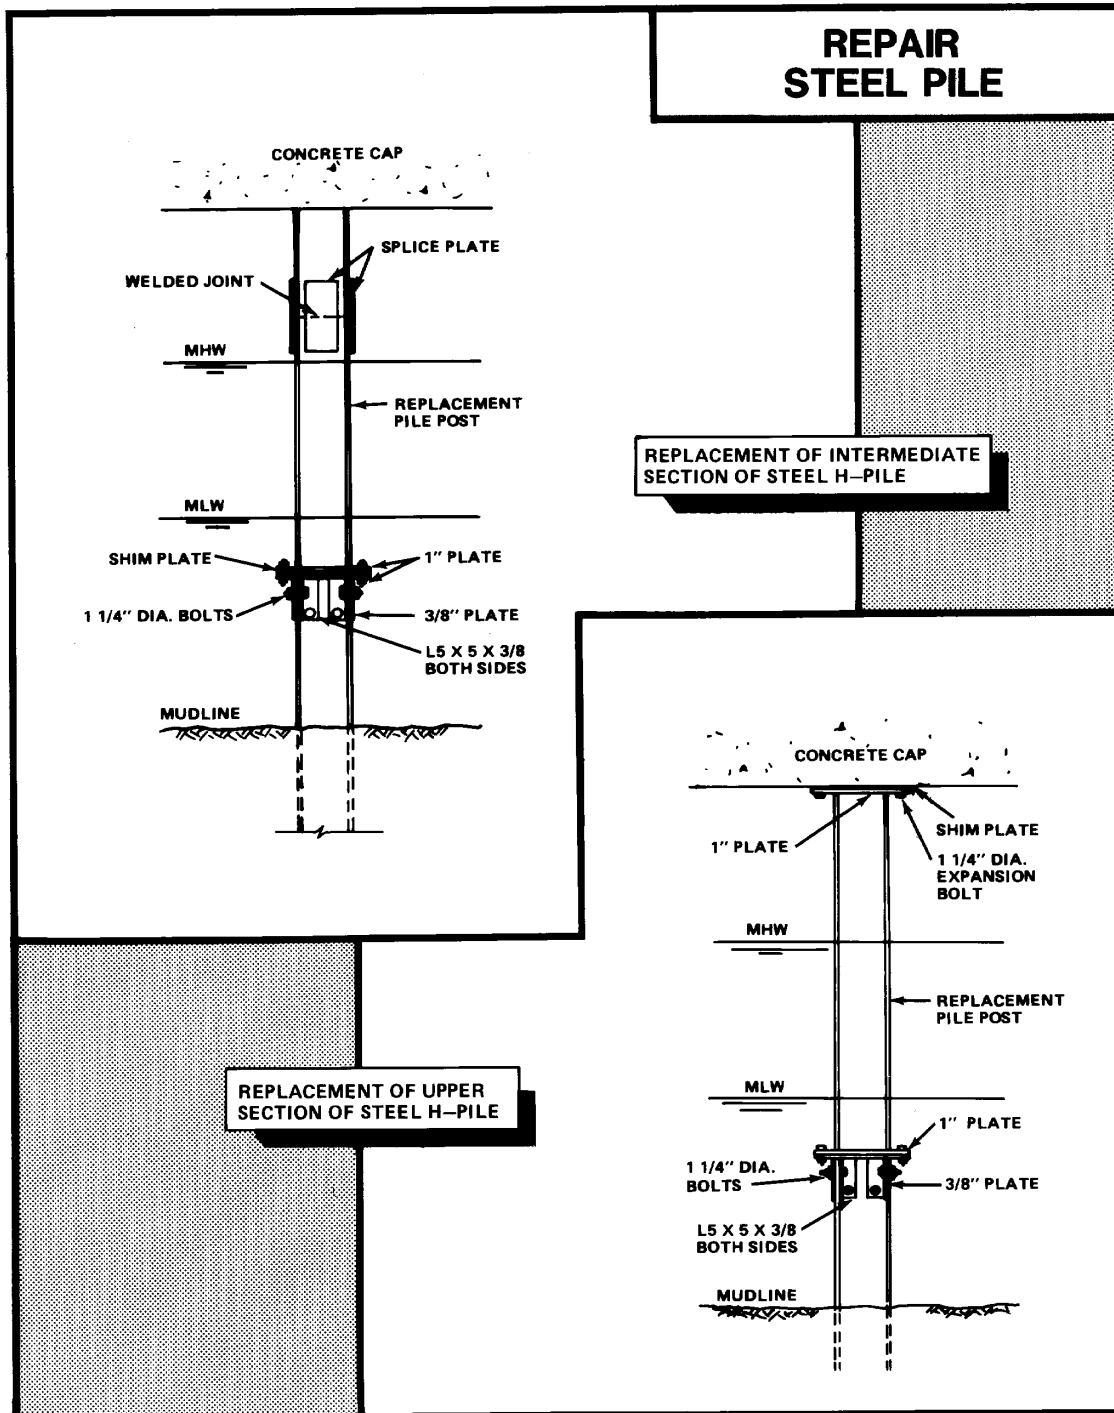 REPAIR
STEEL PILE
CONCRETE CAP
SPLICE PLATE
WELDED JOINT
MHW
REPLACEMENT
PILE POST
REPLACEMENT OF INTERMEDIATE
SECTION OF STEEL H—PILE
MLW
SHIM PLATE
1" PLATE
1 1/4" DIA. BOLTS
3/8" PLATE
L5 X 5 X 3/8
BOTH SIDES
MUDLINE
CONCRETE CAP
1" PLATE
SHIM PLATE
1 1/4" DIA.
EXPANSION
BOLT
MHW
REPLACEMENT
PILE POST
REPLACEMENT OF UPPER
SECTION OF STEEL H—PILE
MLW
1" PLATE
1 1/4" DIA.
BOLTS
3/8" PLATE
L5 X 5 X 3/8
BOTH SIDES
MUDLINE